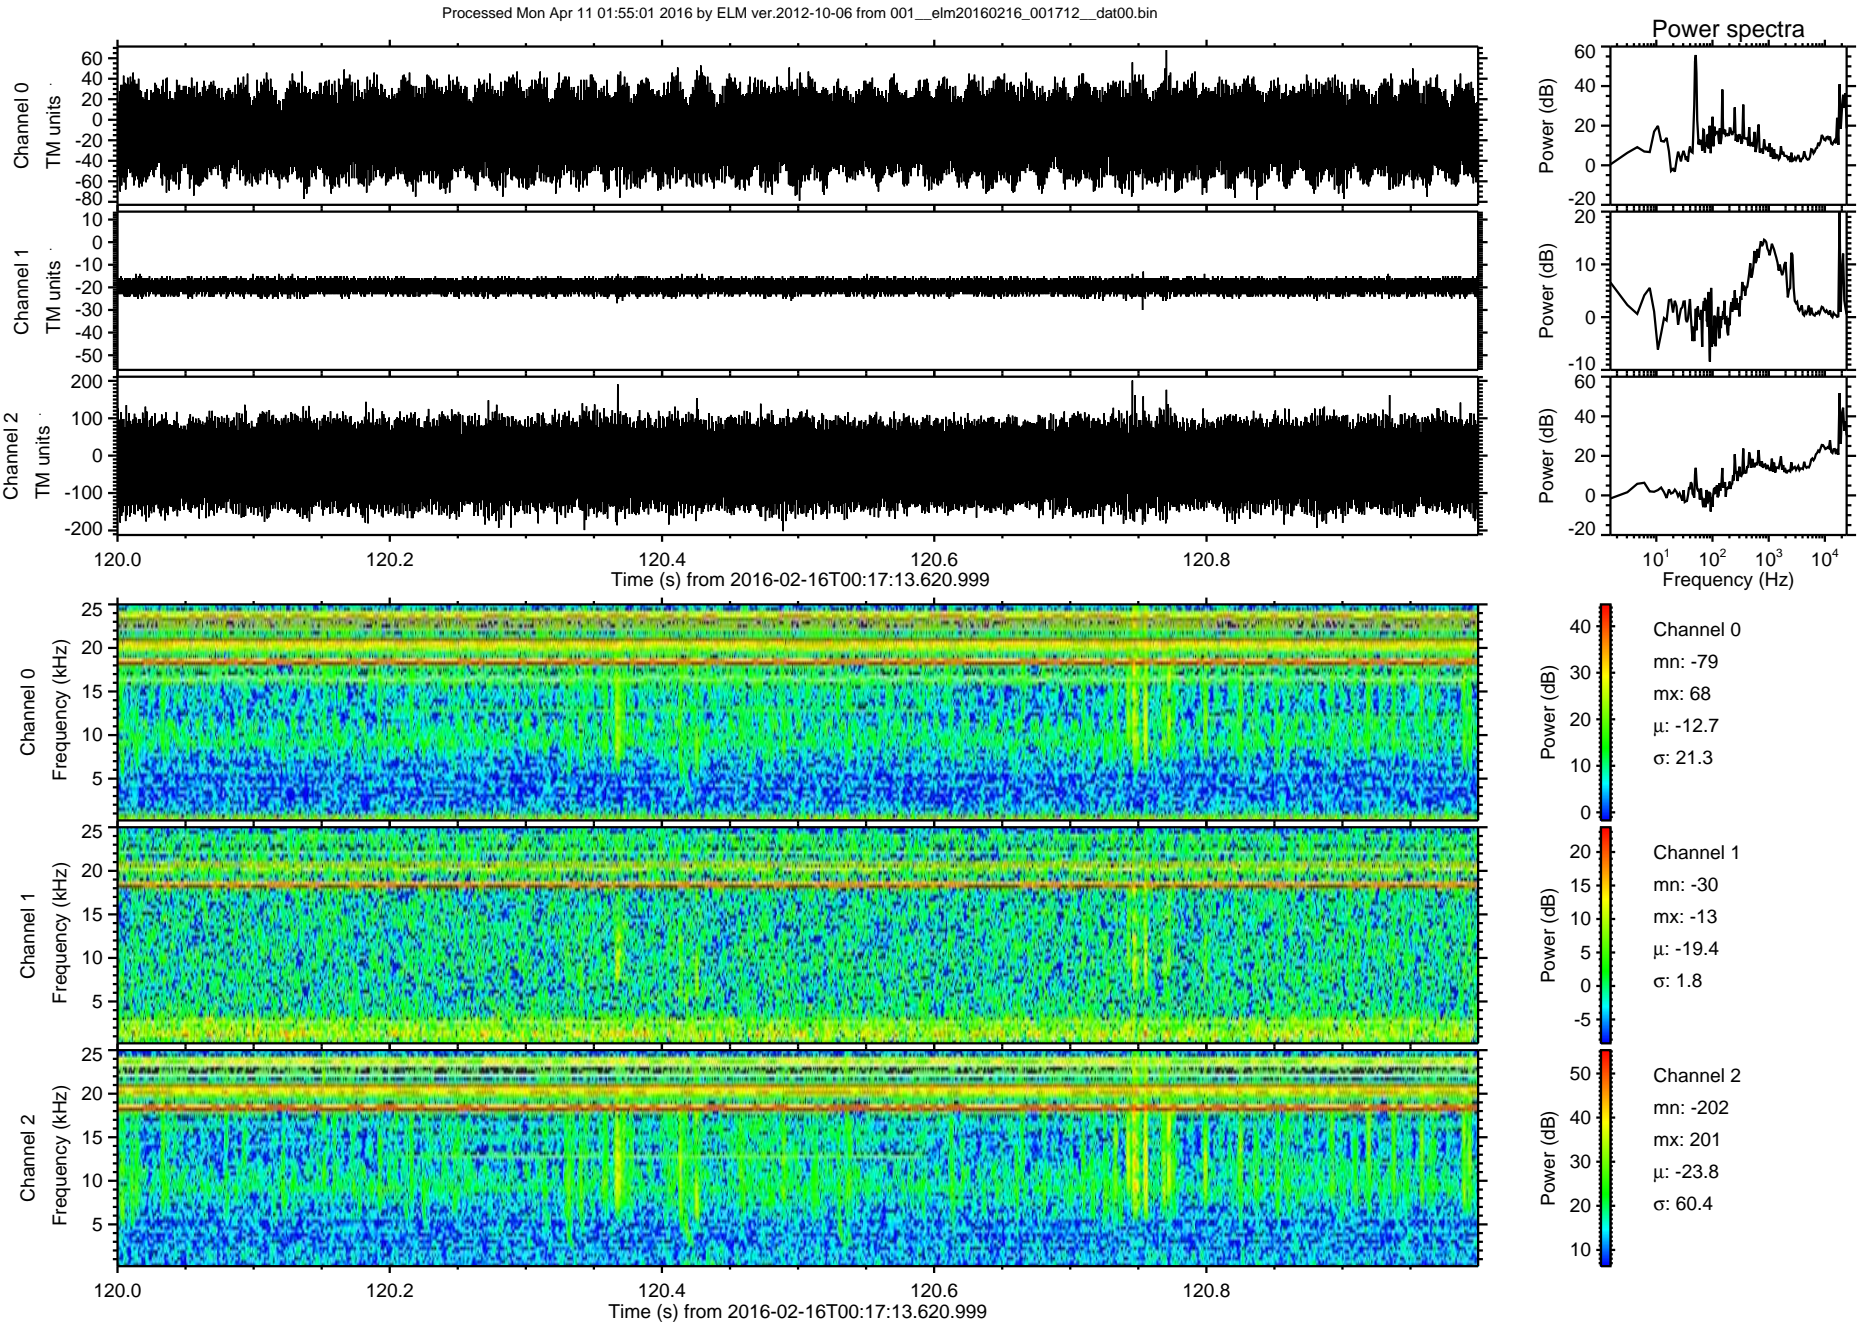 Processed Mon Apr 11 01:55:01 2016 by ELM ver.2012-10-06 from 001__elm20160216_001712__dat00.bin
Power spectra
Channel 0
TM units
60
40
20
0
-20
-40
-60
-80
Power (dB)
60
40
20
0
-20
Channel 1
TM units
10
0
-10
-20
-30
-40
-50
Power (dB)
20
10
0
-10
Channel 2
TM units
200
100
0
-100
-200
Power (dB)
60
40
20
0
-20
120.0 120.2 120.4 120.6 120.8
Time (s) from 2016-02-16T00:17:13.620.999
10^1 10^2 10^3 10^4
Frequency (Hz)
Channel 0
Frequency (kHz)
25
20
15
10
5
Power (dB)
40
30
20
10
0
Channel 0
mn: -79
mx: 68
μ: -12.7
σ: 21.3
Channel 1
Frequency (kHz)
25
20
15
10
5
Power (dB)
20
15
10
5
0
-5
Channel 1
mn: -30
mx: -13
μ: -19.4
σ: 1.8
Channel 2
Frequency (kHz)
25
20
15
10
5
Power (dB)
50
40
30
20
10
Channel 2
mn: -202
mx: 201
μ: -23.8
σ: 60.4
120.0 120.2 120.4 120.6 120.8
Time (s) from 2016-02-16T00:17:13.620.999